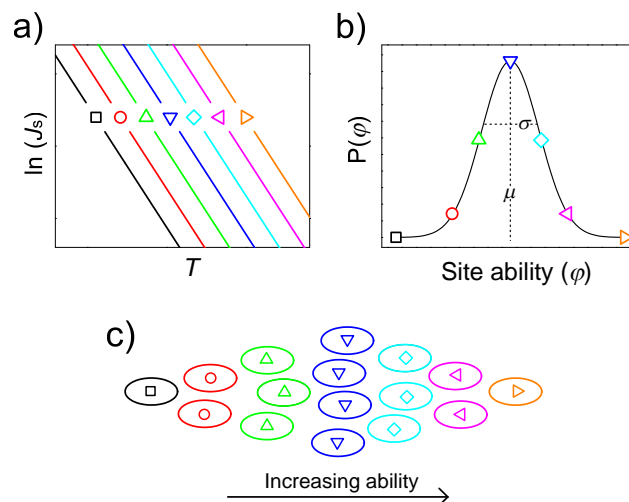 a)
ln (Js)
T
b)
P(φ)
σ
μ
Site ability (φ)
c)
Increasing ability